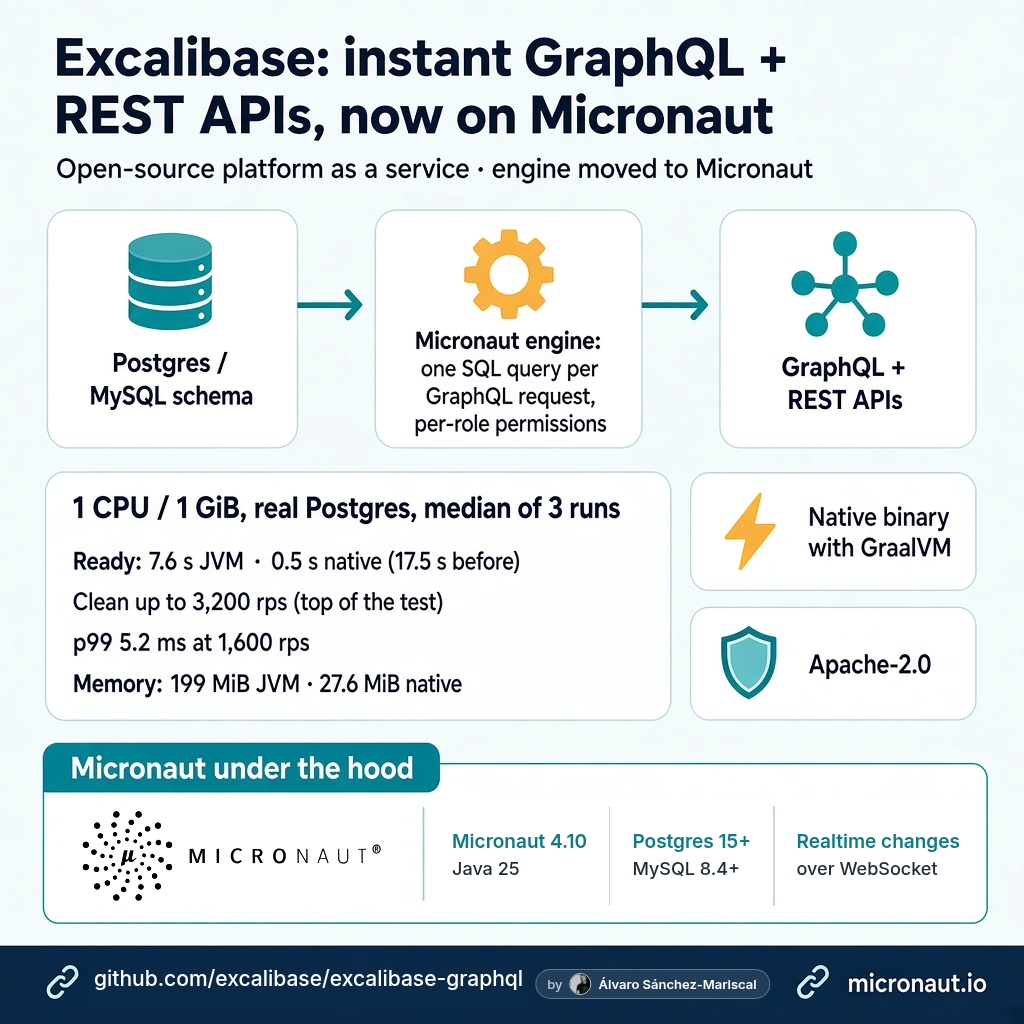 Excalibase: instant GraphQL +
REST APIs, now on Micronaut
Open-source platform as a service · engine moved to Micronaut
Postgres /
MySQL schema
Micronaut engine:
one SQL query per
GraphQL request,
per-role permissions
GraphQL +
REST APIs
1 CPU / 1 GiB, real Postgres, median of 3 runs
Ready: 7.6 s JVM · 0.5 s native (17.5 s before)
Clean up to 3,200 rps (top of the test)
p99 5.2 ms at 1,600 rps
Memory: 199 MiB JVM · 27.6 MiB native
Native binary
with GraalVM
Apache-2.0
Micronaut under the hood
μ MICRONAUT®
Micronaut 4.10
Java 25
Postgres 15+
MySQL 8.4+
Realtime changes
over WebSocket
github.com/excalibase/excalibase-graphql
by Álvaro Sánchez-Mariscal
micronaut.io